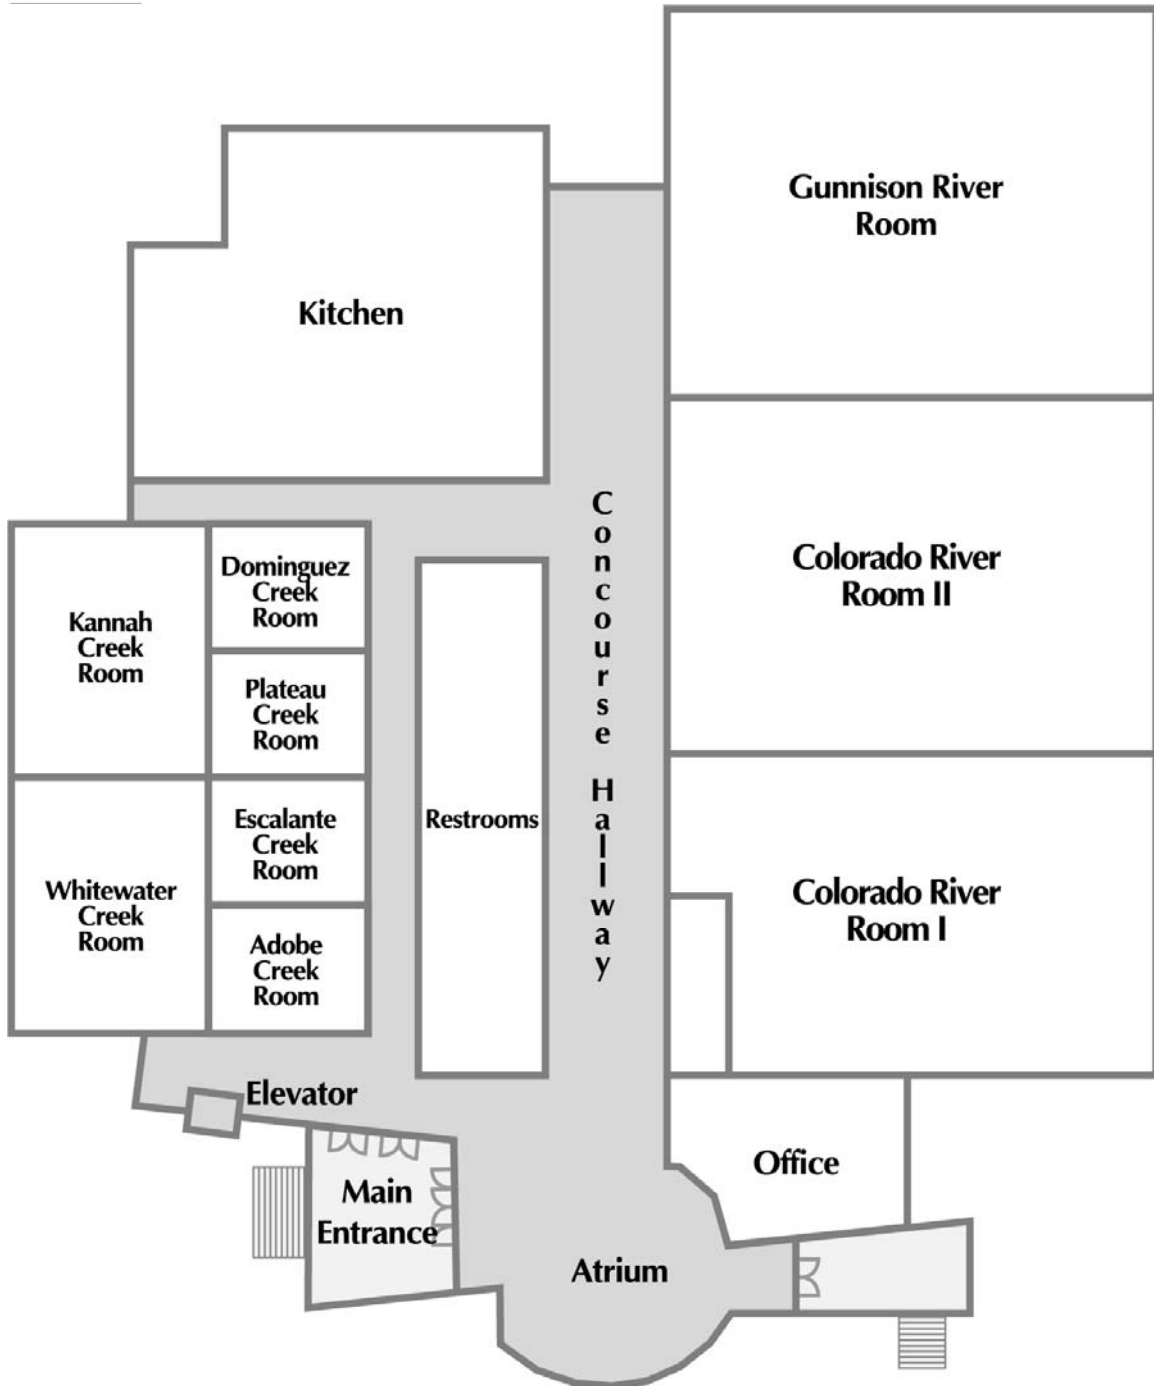 Gunnison River
Room
Kitchen
Concourse Hallway
Colorado River
Room II
Dominguez
Creek
Room
Kannah
Creek
Room
Plateau
Creek
Room
Escalante
Creek
Room
Restrooms
Whitewater
Creek
Room
Colorado River
Room I
Adobe
Creek
Room
Elevator
Office
Main
Entrance
Atrium